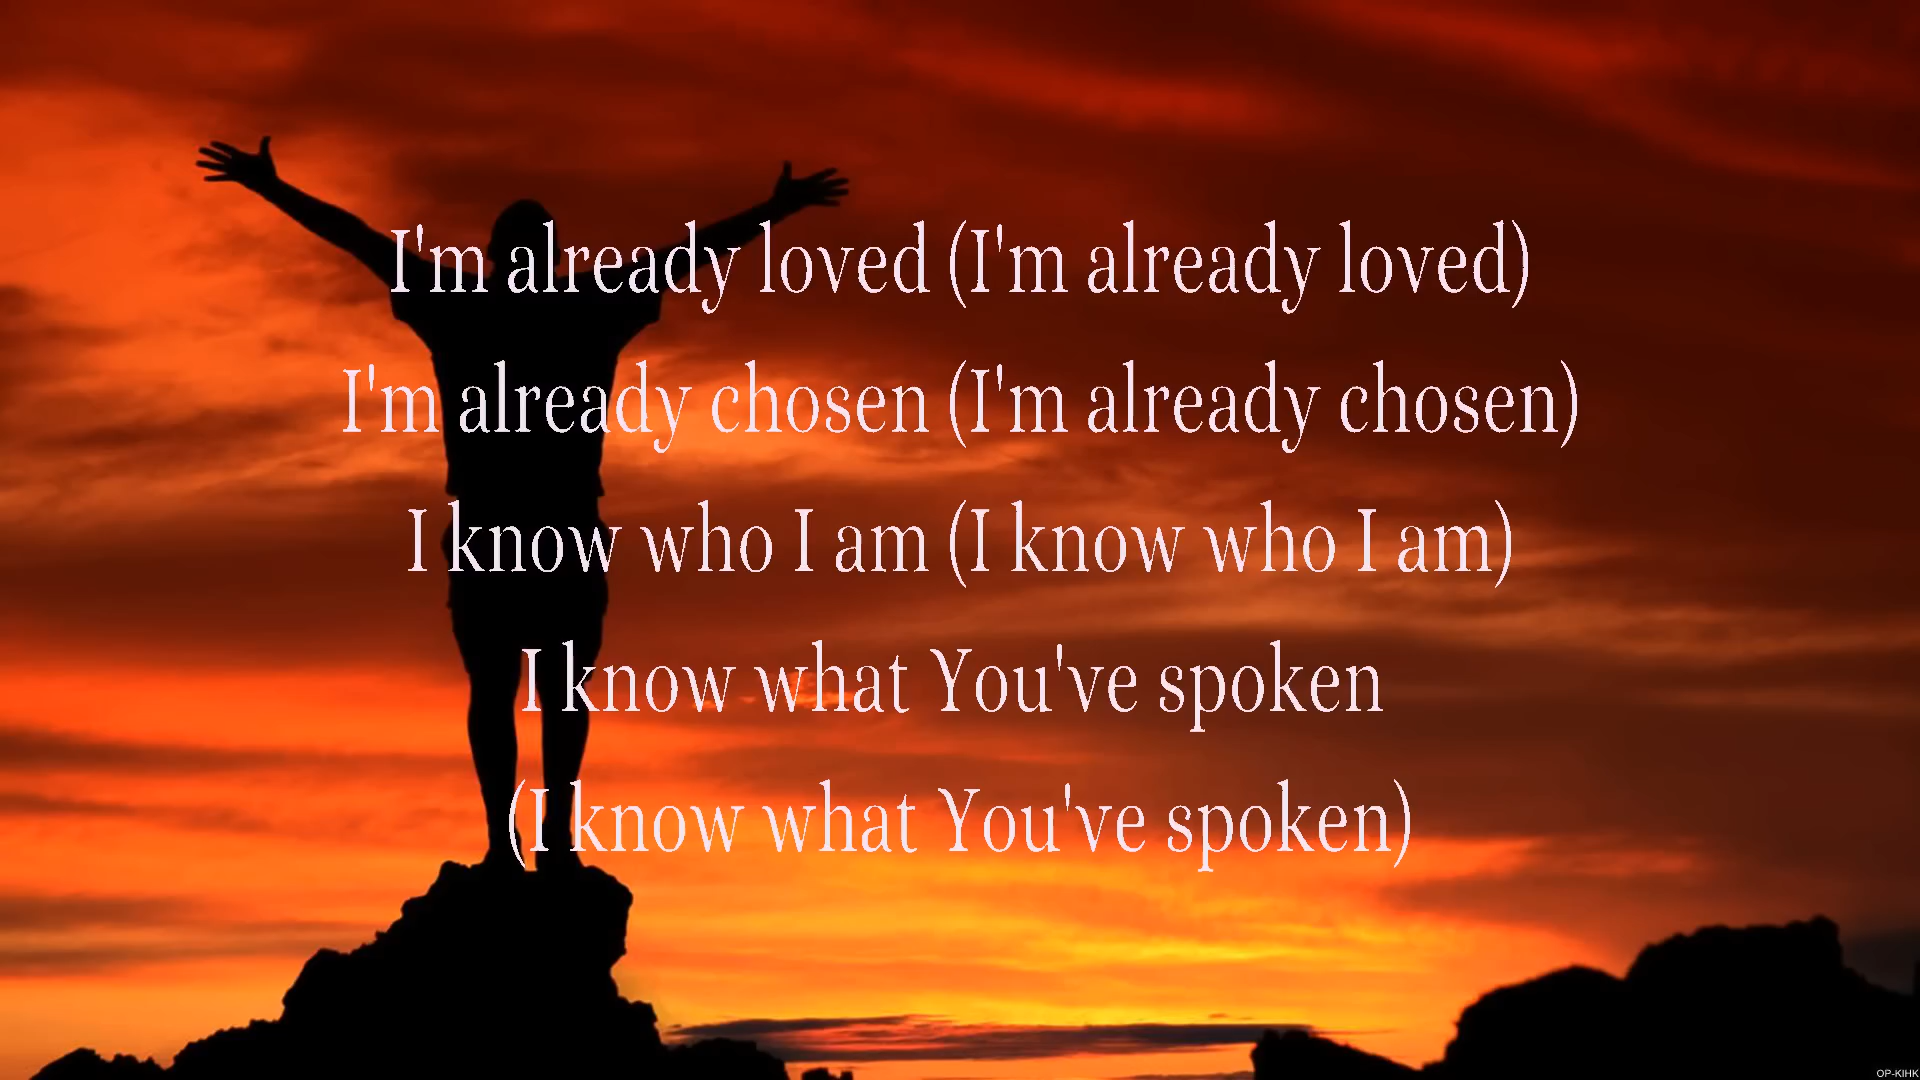 I'm already loved (I'm already loved)
I'm already chosen (I'm already chosen)
I know who I am (I know who I am)
I know what You've spoken
(I know what You've spoken)
OP-KIHK